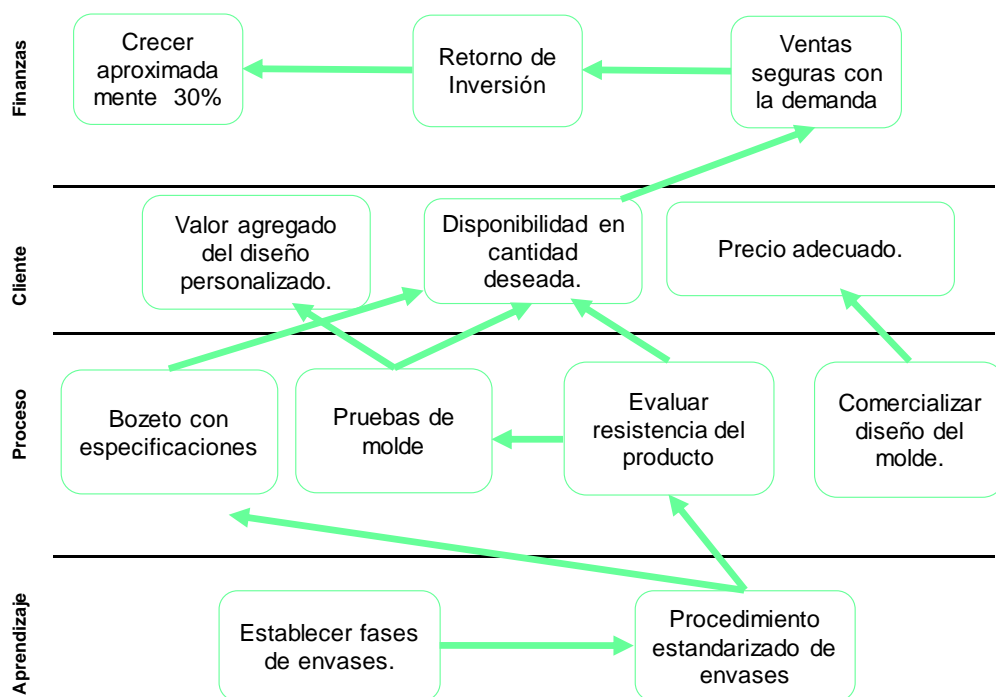 Finanzas
Crecer
aproximada
mente 30%
Retorno de
Inversión
Ventas
seguras con
la demanda
Cliente
Valor agregado
del diseño
personalizado.
Disponibilidad en
cantidad
deseada.
Precio adecuado.
Proceso
Bozeto con
especificaciones
Pruebas de
molde
Evaluar
resistencia del
producto
Comercializar
diseño del
molde.
Aprendizaje
Establecer fases
de envases.
Procedimiento
estandarizado de
envases